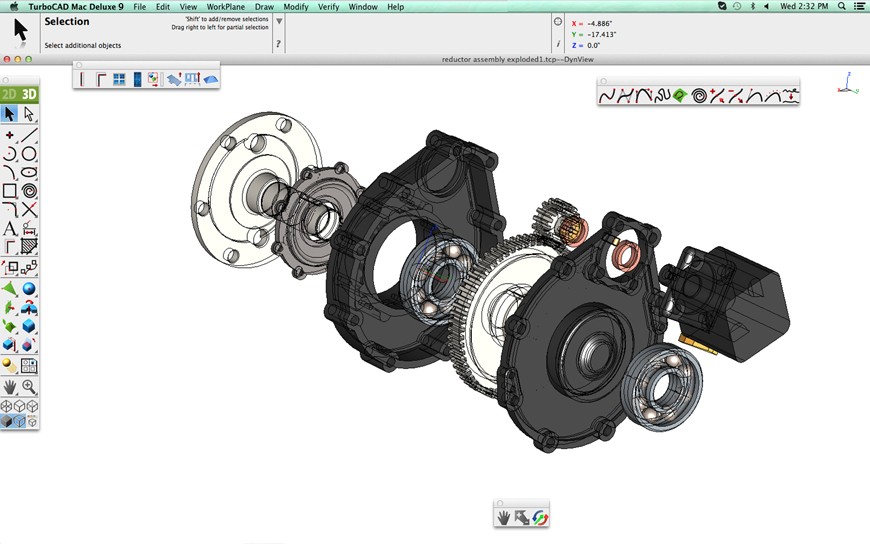 TurboCAD Mac Deluxe 9 File Edit View WorkPlane Draw Modify Verify Window Help Wed 2:32 PM
Selection
'Shift' to add/remove selections
Drag right to left for partial selection
Select additional objects
?
i
X = -4.886"
Y = -17.413"
Z = 0.0"
reductor assembly exploded1.tcp--DynView
2D 3D
A